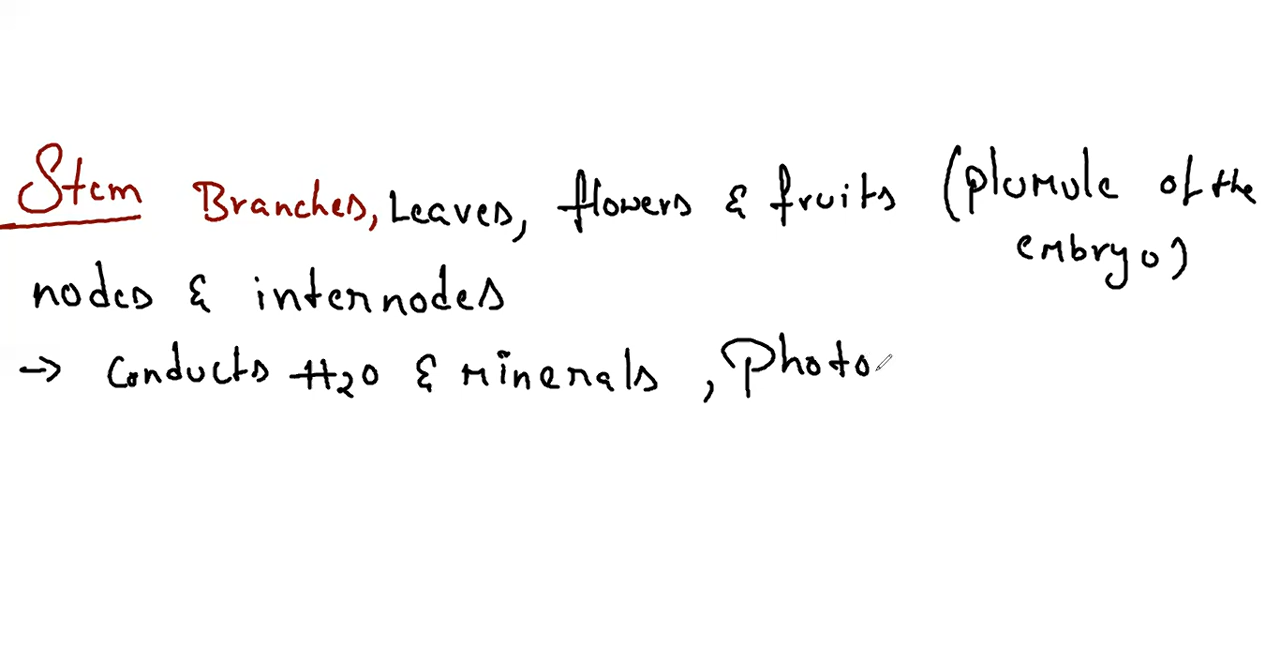 Stem Branches, Leaves, flowers & fruits (plumule of the
embryo)
nodes & internodes
→ Conducts H2O & minerals, Photo